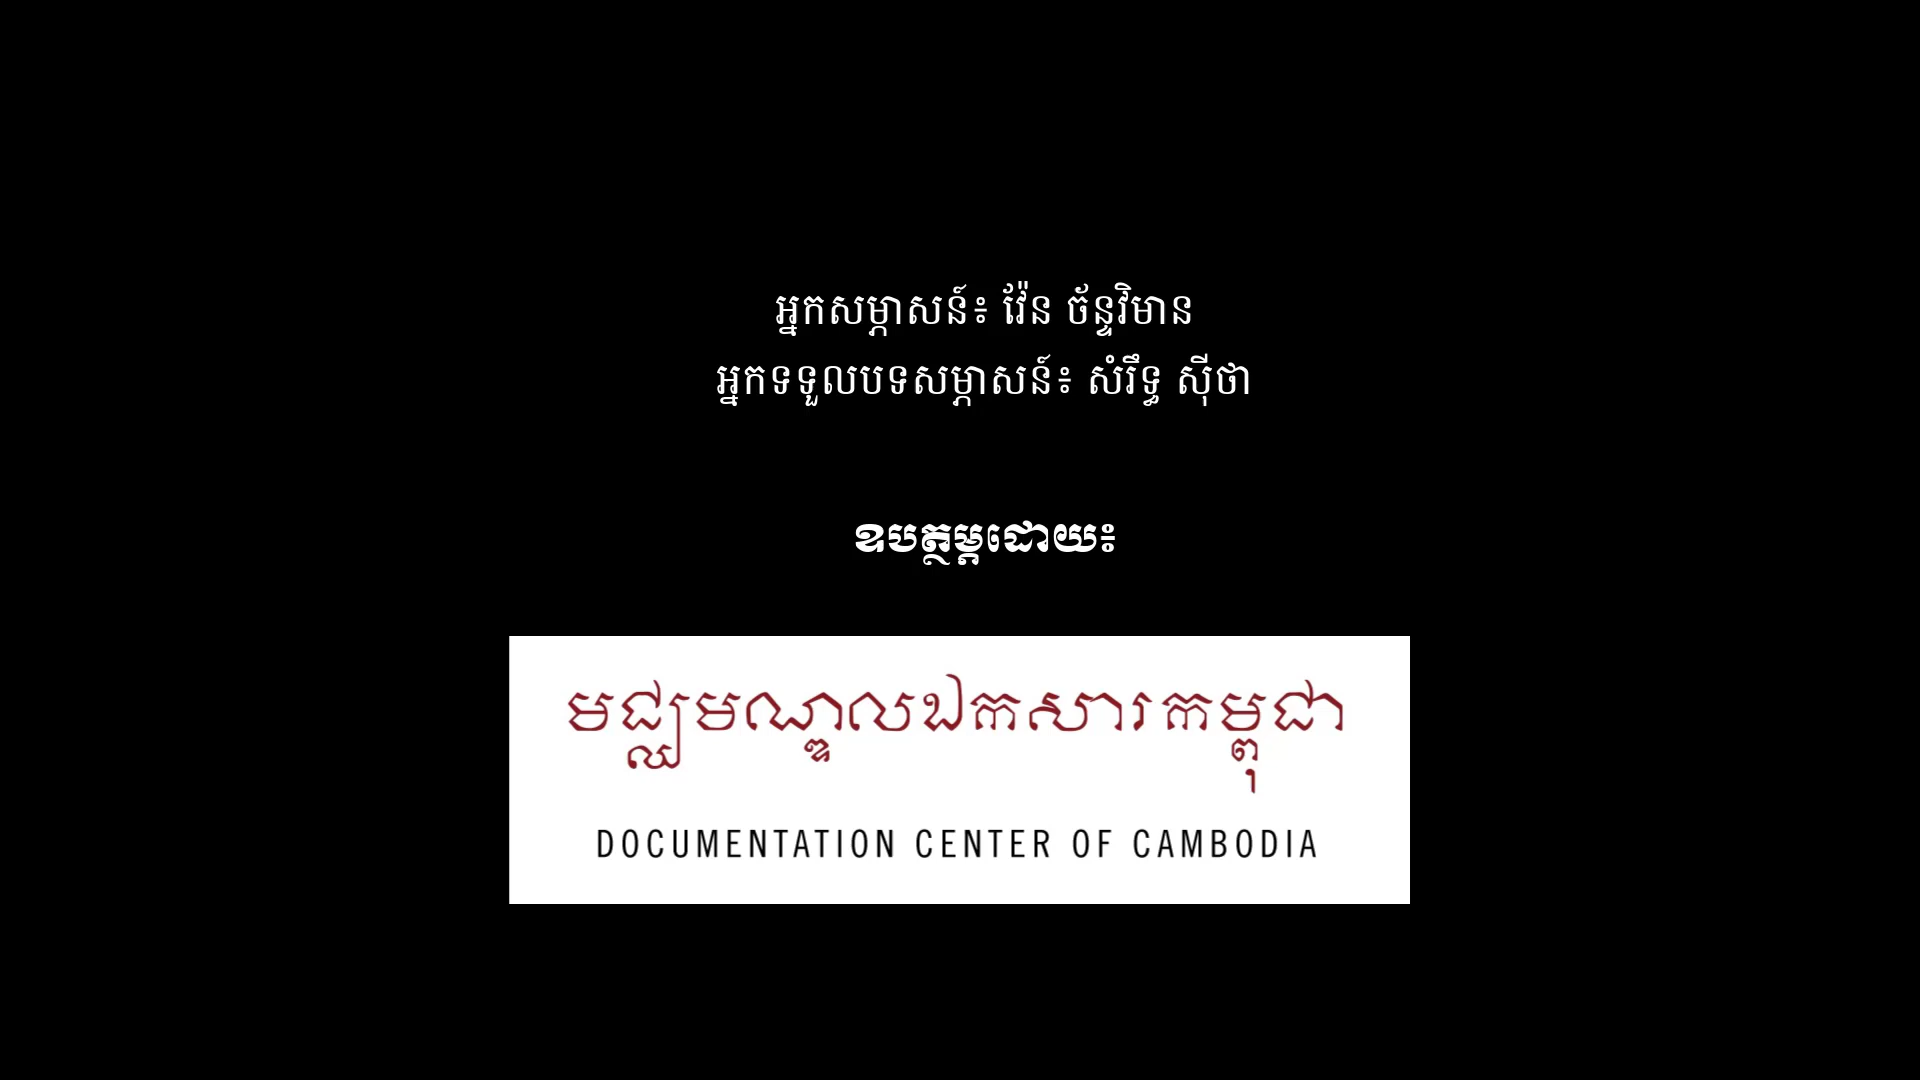 អ្នកសម្ភាសន៍៖ វ៉ែន ច័ន្ទវិមាន
អ្នកទទួលបទសម្ភាសន៍៖ សំរឹទ្ធ ស៊ីថា
ឧបត្ថម្ភដោយ៖
មជ្ឈមណ្ឌលឯកសារកម្ពុជា
DOCUMENTATION CENTER OF CAMBODIA